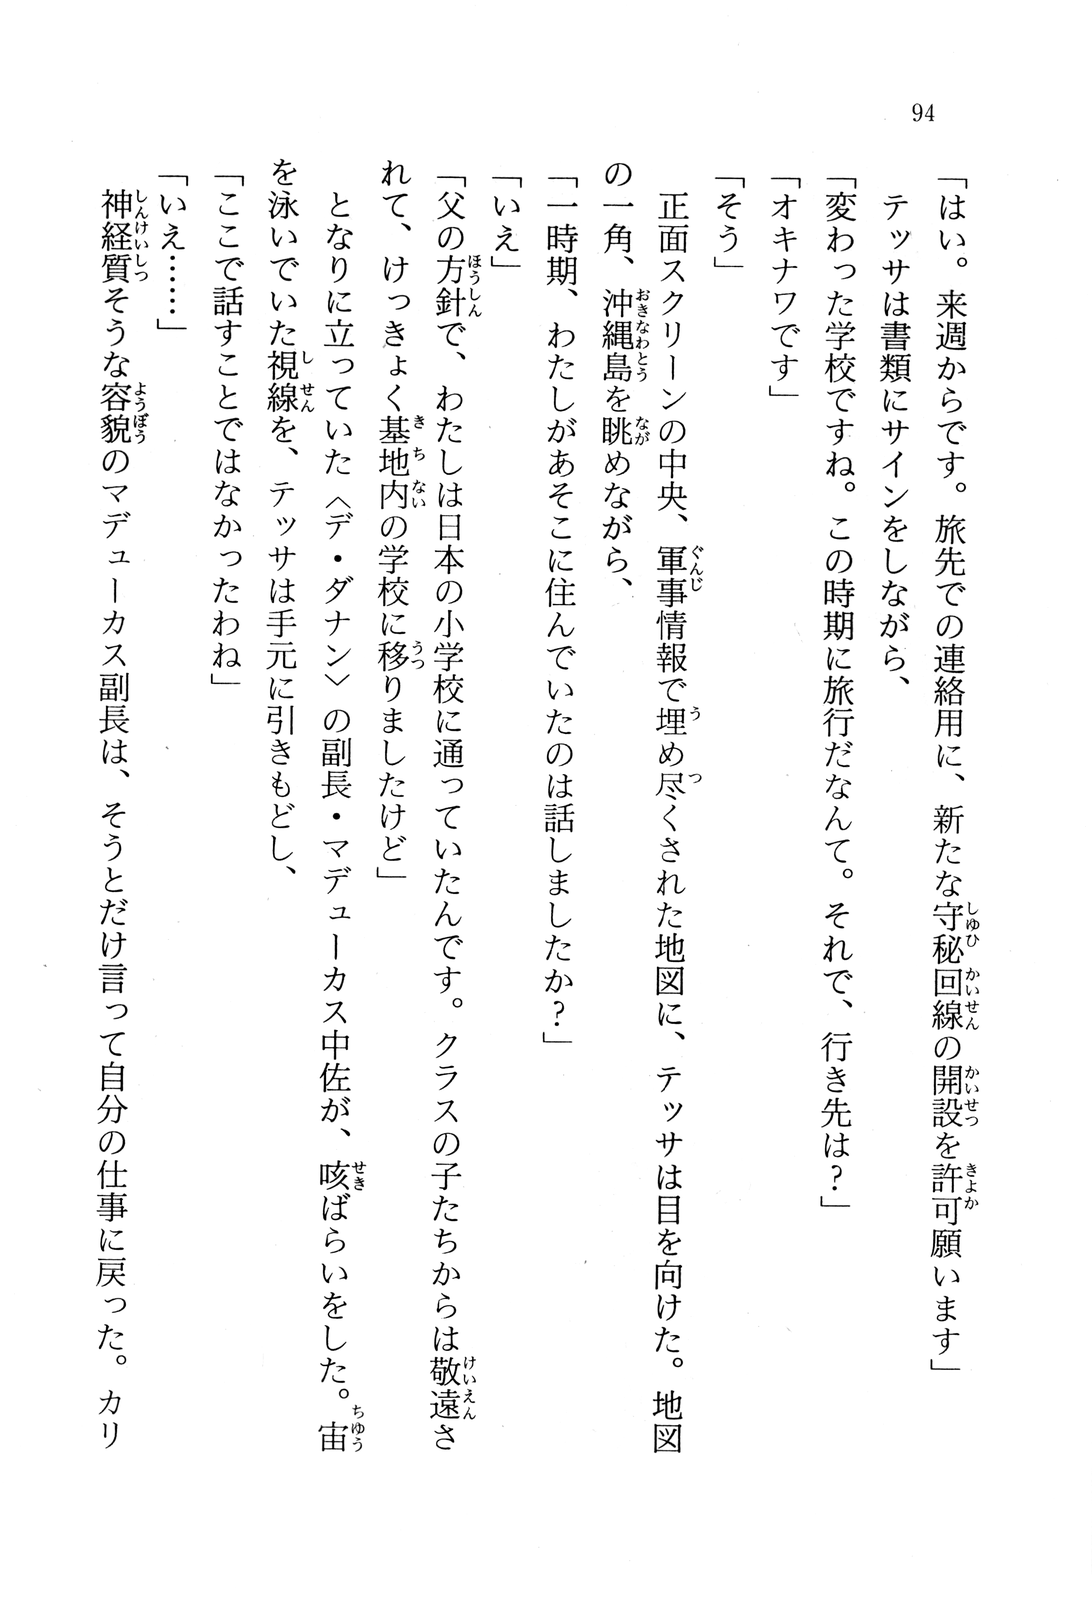 94
「はい。来週からです。旅先での連絡用に、新たな守秘回線の開設を許可願います」
テッサは書類にサインをしながら、
「変わった学校ですね。この時期に旅行だなんて。それで、行き先は?」
「オキナワです」
「そう」
正面スクリーンの中央、軍事情報で埋め尽くされた地図に、テッサは目を向けた。地図
の一角、沖縄島を眺めながら、
「一時期、わたしがあそこに住んでいたのは話しましたか?」
「いえ」
「父の方針で、わたしは日本の小学校に通っていたんです。クラスの子たちからは敬遠さ
れて、けっきょく基地内の学校に移りましたけど」
となりに立っていた〈デ・ダナン〉の副長・マデューカス中佐が、咳ばらいをした。宙
を泳いでいた視線を、テッサは手元に引きもどし、
「ここで話すことではなかったわね」
「いえ……」
神経質そうな容貌のマデューカス副長は、そうとだけ言って自分の仕事に戻った。カリ